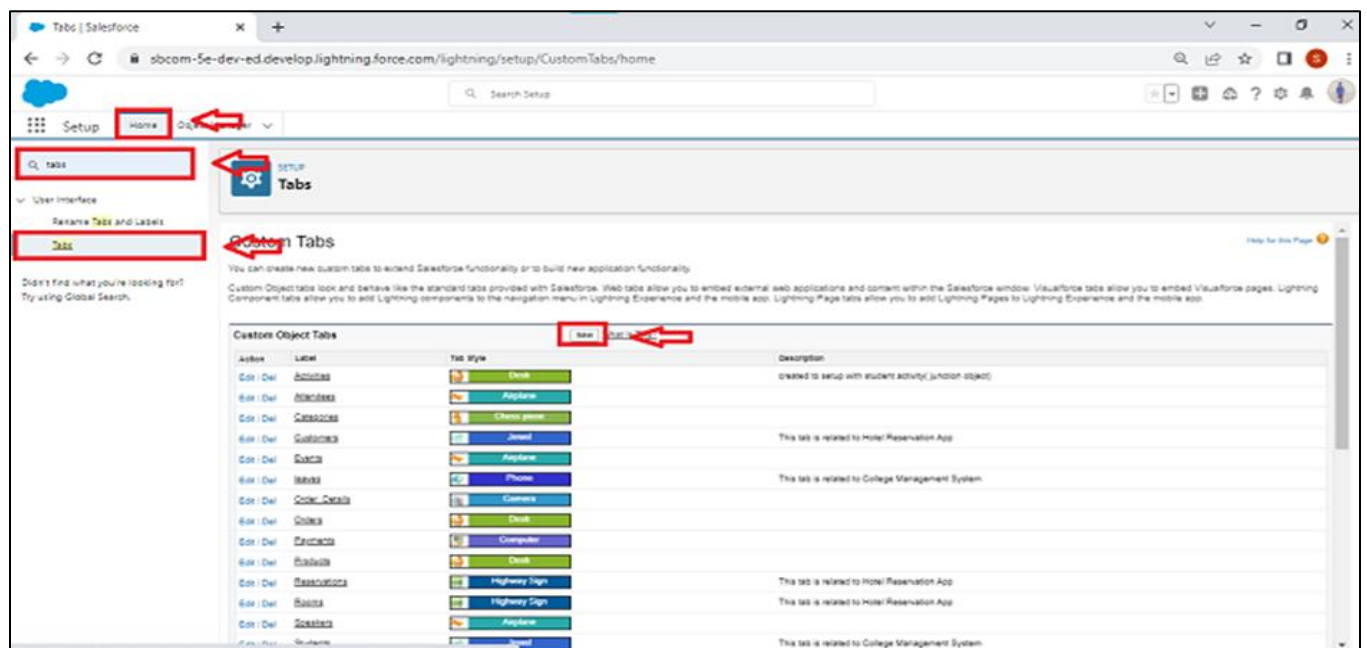 Tabs | Salesforce
sbcom-5e-dev-ed.develop.lightning.force.com/lightning/setup/CustomTabs/home
S
Search Setup
Setup Home
tabs
SETUP
Tabs
User Interface
Rename Tabs and Labels
Tabs
Didn't find what you're looking for?
Try using Global Search.
Custom Tabs
Help for this Page
You can create new custom tabs to extend Salesforce functionality or to build new application functionality.
Custom Object tabs look and behave like the standard tabs provided with Salesforce. Web tabs allow you to embed external web applications and content within the Salesforce window. Visualforce tabs allow you to embed Visualforce pages. Lightning
Component tabs allow you to add Lightning components to the navigation menu in Lightning Experience and the mobile app. Lightning Page tabs allow you to add Lightning Pages to Lightning Experience and the mobile app.
Custom Object Tabs New What Is
Action Label Tab Style Description
Edit | Del Activities Desk created to setup with student activity( junction object)
Edit | Del Attendees Airplane
Edit | Del Categories Chess piece
Edit | Del Customers Jewel This tab is related to Hotel Reservation App
Edit | Del Events Airplane
Edit | Del Phone This tab is related to College Management System
Edit | Del Order_Details Camera
Edit | Del Orders Desk
Edit | Del Payments Computer
Edit | Del Products Desk
Edit | Del Reservations Highway Sign This tab is related to Hotel Reservation App
Edit | Del Rooms Highway Sign This tab is related to Hotel Reservation App
Edit | Del Speakers Airplane
Edit | Del Students Jewel This tab is related to College Management System